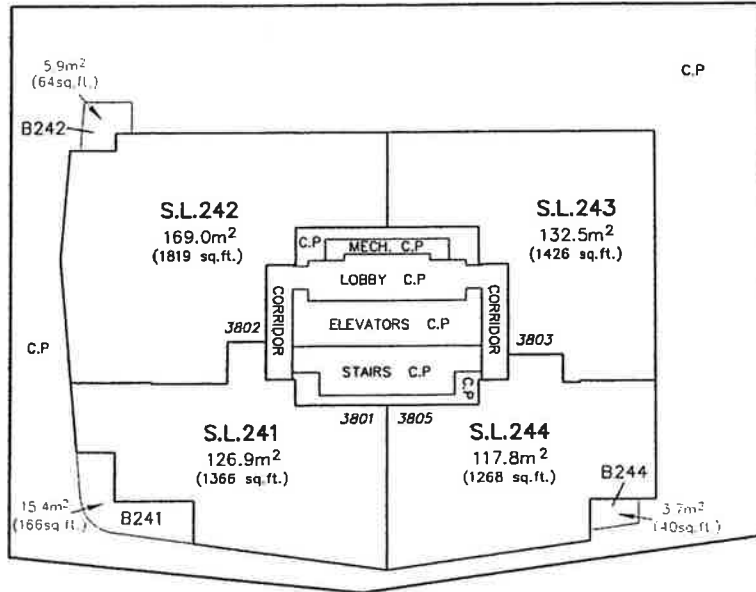 5.9m²
(64sq.ft.)
C.P
B242
S.L.242
169.0m²
(1819 sq.ft.)
S.L.243
132.5m²
(1426 sq.ft.)
C.P
MECH. C.P
LOBBY C.P
CORRIDOR
CORRIDOR
ELEVATORS C.P
3802
3803
C.P
STAIRS C.P
C.P
3801
3805
S.L.241
126.9m²
(1366 sq.ft.)
S.L.244
117.8m²
(1268 sq.ft.)
B244
15.4m²
(166sq.ft.)
B241
3.7m²
(40sq.ft.)